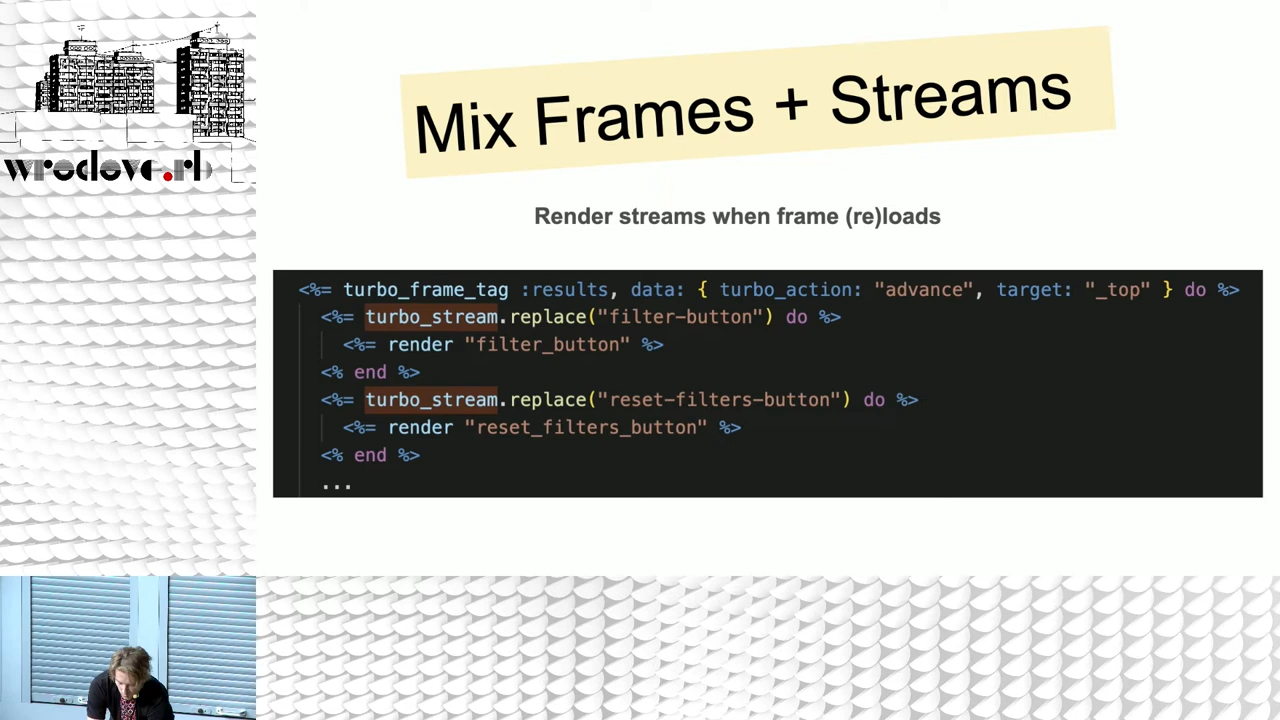 wroclove.rb
Mix Frames + Streams
Render streams when frame (re)loads
<%= turbo_frame_tag :results, data: { turbo_action: "advance", target: "_top" } do %>
<%= turbo_stream.replace("filter-button") do %>
<%= render "filter_button" %>
<% end %>
<%= turbo_stream.replace("reset-filters-button") do %>
<%= render "reset_filters_button" %>
<% end %>
...